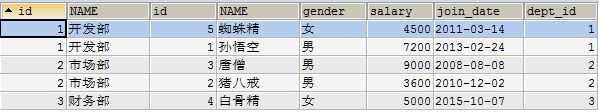 id NAME id NAME gender salary join_date dept_id
1 开发部 5 蜘蛛精 女 4500 2011-03-14 1
1 开发部 1 孙悟空 男 7200 2013-02-24 1
2 市场部 3 唐僧 男 9000 2008-08-08 2
2 市场部 2 猪八戒 男 3600 2010-12-02 2
3 财务部 4 白骨精 女 5000 2015-10-07 3